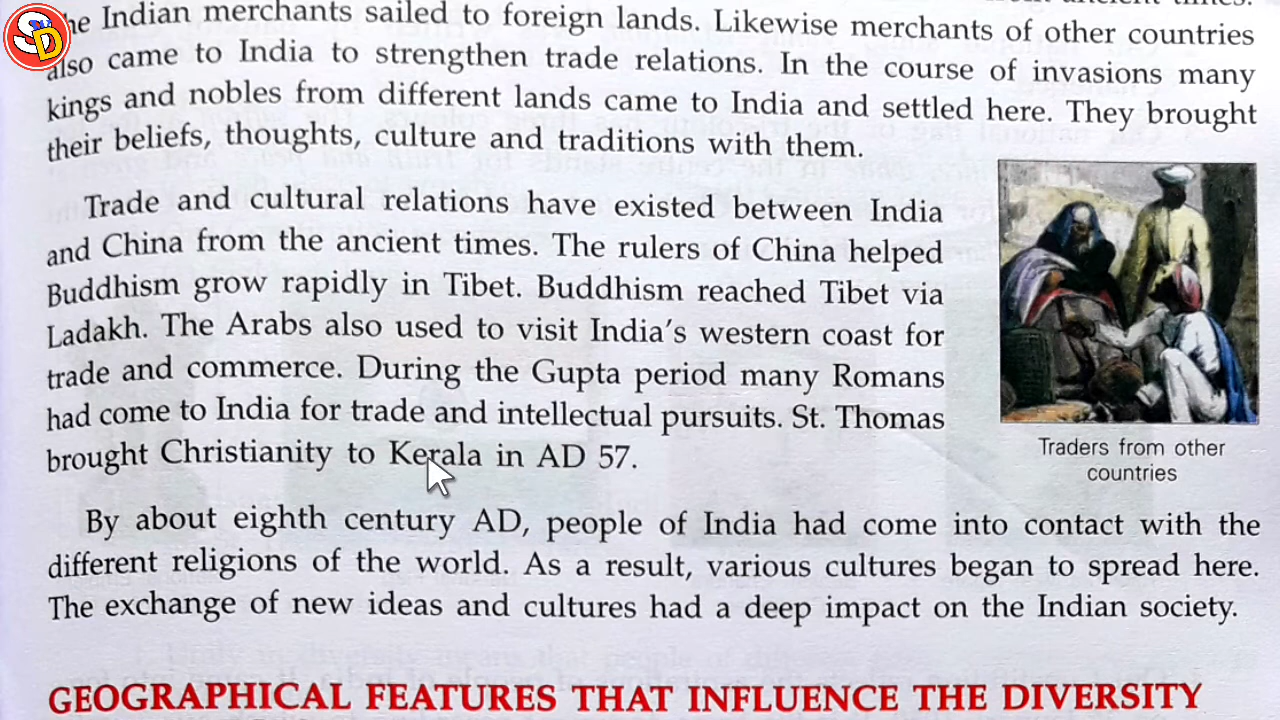 SD
ancient times.
the Indian merchants sailed to foreign lands. Likewise merchants of other countries
also came to India to strengthen trade relations. In the course of invasions many
kings and nobles from different lands came to India and settled here. They brought
their beliefs, thoughts, culture and traditions with them.
Trade and cultural relations have existed between India
and China from the ancient times. The rulers of China helped
Buddhism grow rapidly in Tibet. Buddhism reached Tibet via
Ladakh. The Arabs also used to visit India's western coast for
trade and commerce. During the Gupta period many Romans
had come to India for trade and intellectual pursuits. St. Thomas
brought Christianity to Kerala in AD 57.
Traders from other
countries
By about eighth century AD, people of India had come into contact with the
different religions of the world. As a result, various cultures began to spread here.
The exchange of new ideas and cultures had a deep impact on the Indian society.
GEOGRAPHICAL FEATURES THAT INFLUENCE THE DIVERSITY